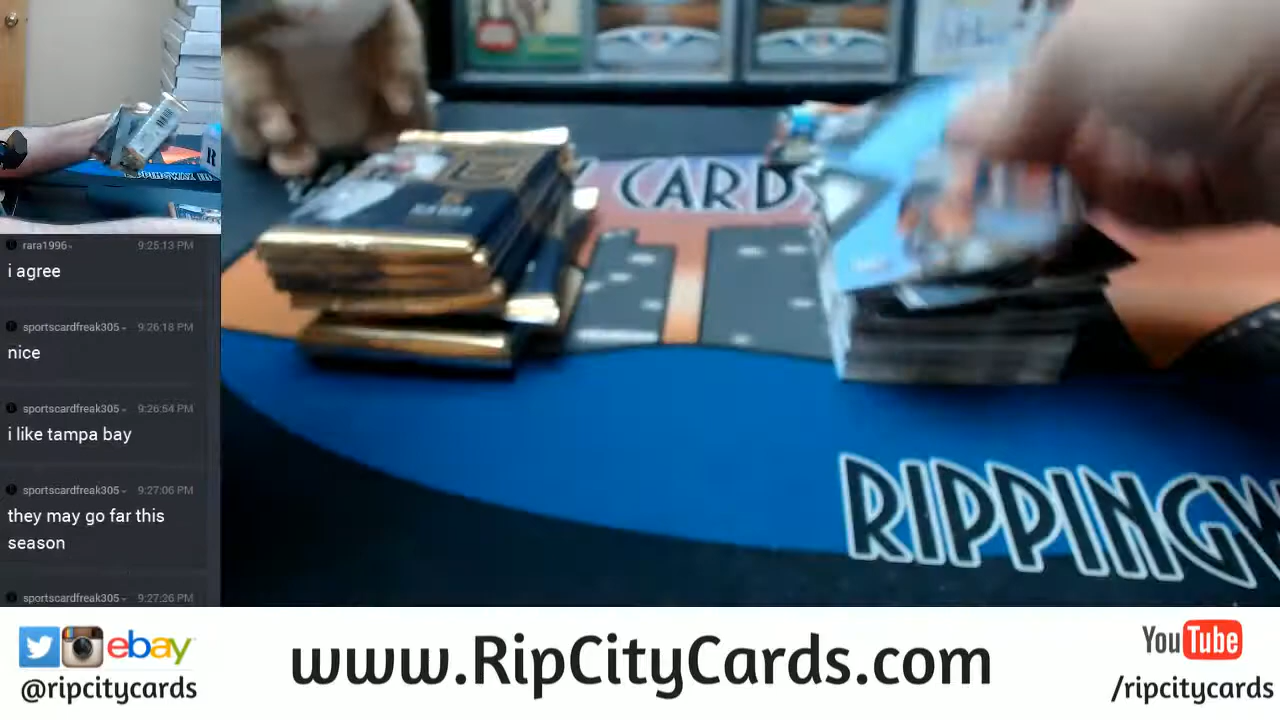 rara1996
9:25:13 PM
i agree
sportscardfreak305
9:26:18 PM
nice
sportscardfreak305
9:26:54 PM
i like tampa bay
sportscardfreak305
9:27:06 PM
they may go far this
season
sportscardfreak305
9:27:26 PM
CARDS
RIPPINGW
ebay
@ripcitycards
www.RipCityCards.com
YouTube
/ripcitycards